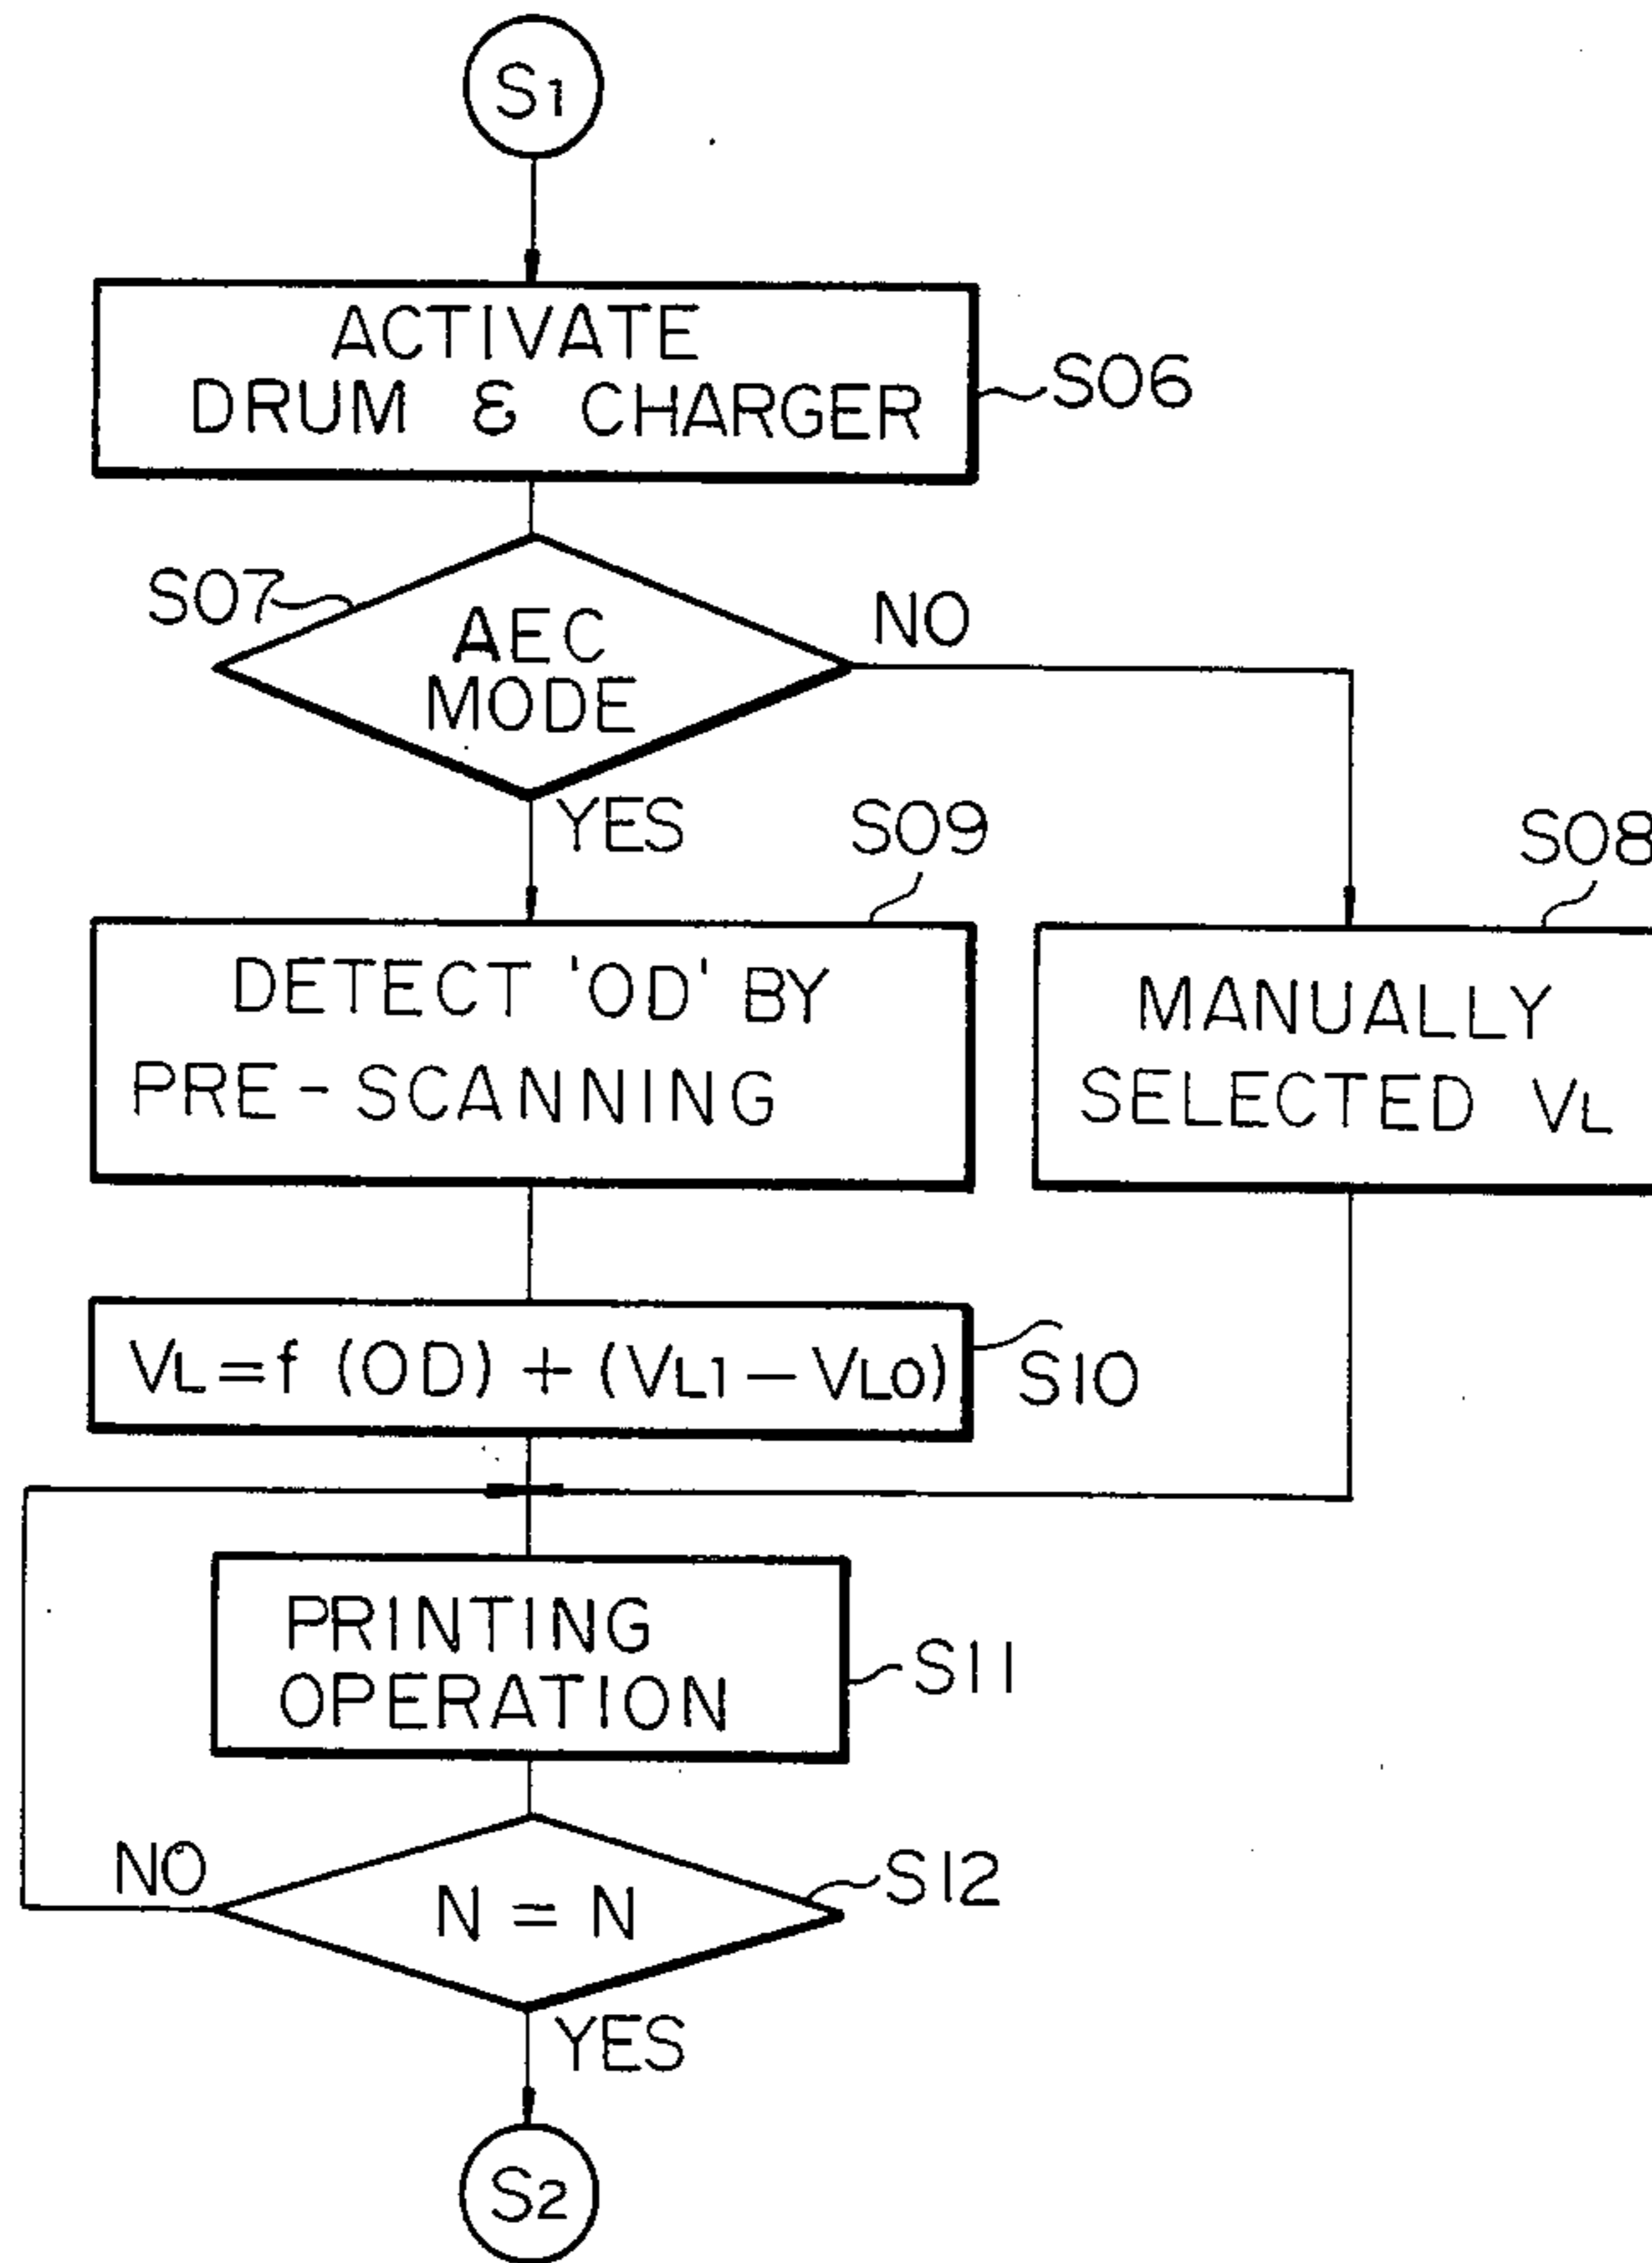 S1
ACTIVATE
DRUM & CHARGER
S06
S07
AEC
MODE
NO
YES
S09
S08
DETECT 'OD' BY
PRE-SCANNING
MANUALLY
SELECTED VL
VL=f (OD) + (VL1-VL0)
S10
PRINTING
OPERATION
S11
NO
N = N
S12
YES
S2